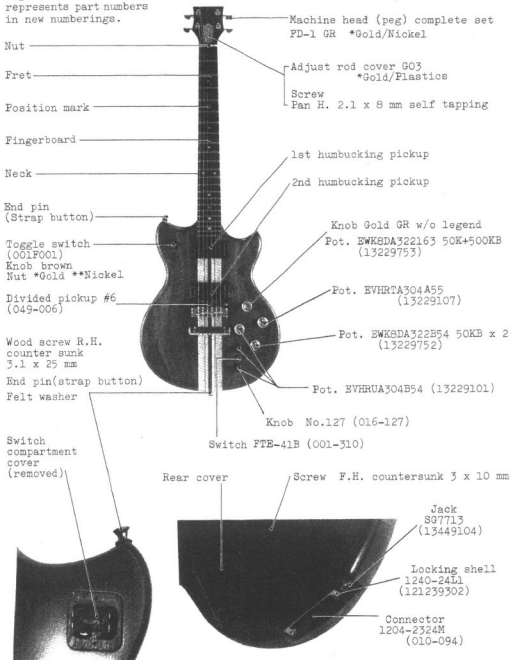 represents part numbers
in new numberings.
Machine head (peg) complete set
FD-1 GR *Gold/Nickel
Nut
Adjust rod cover GO3
*Gold/Plastics
Fret
Screw
Pan H. 2.1 x 8 mm self tapping
Position mark
Fingerboard
1st humbucking pickup
Neck
2nd humbucking pickup
End pin
(Strap button)
Knob Gold GR w/o legend
Toggle switch
(001F001)
Knob brown
Nut *Gold **Nickel
Pot. EWK8DA322163 50K+500KB
(13229753)
Divided pickup #6
(049-006)
Pot. EVHRTA304A55
(13229107)
Wood screw R.H.
counter sunk
3.1 x 25 mm
Pot. EWK8DA322B54 50KB x 2
(13229752)
End pin(strap button)
Felt washer
Pot. EVHRUA304B54 (13229101)
Knob No.127 (016-127)
Switch FTE-41B (001-310)
Switch
compartment
cover
(removed)
Rear cover
Screw F.H. countersunk 3 x 10 mm
Jack
SG7713
(13449104)
Locking shell
1240-24L1
(121239302)
Connector
1204-2324M
(010-094)